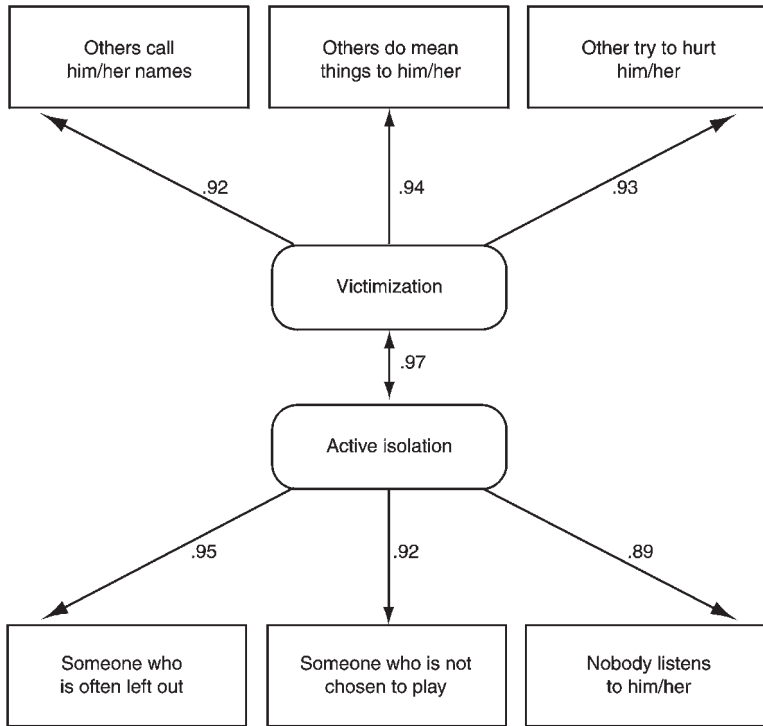 Others call
him/her names
Others do mean
things to him/her
Other try to hurt
him/her
.92
.94
.93
Victimization
.97
Active isolation
.95
.92
.89
Someone who
is often left out
Someone who is not
chosen to play
Nobody listens
to him/her